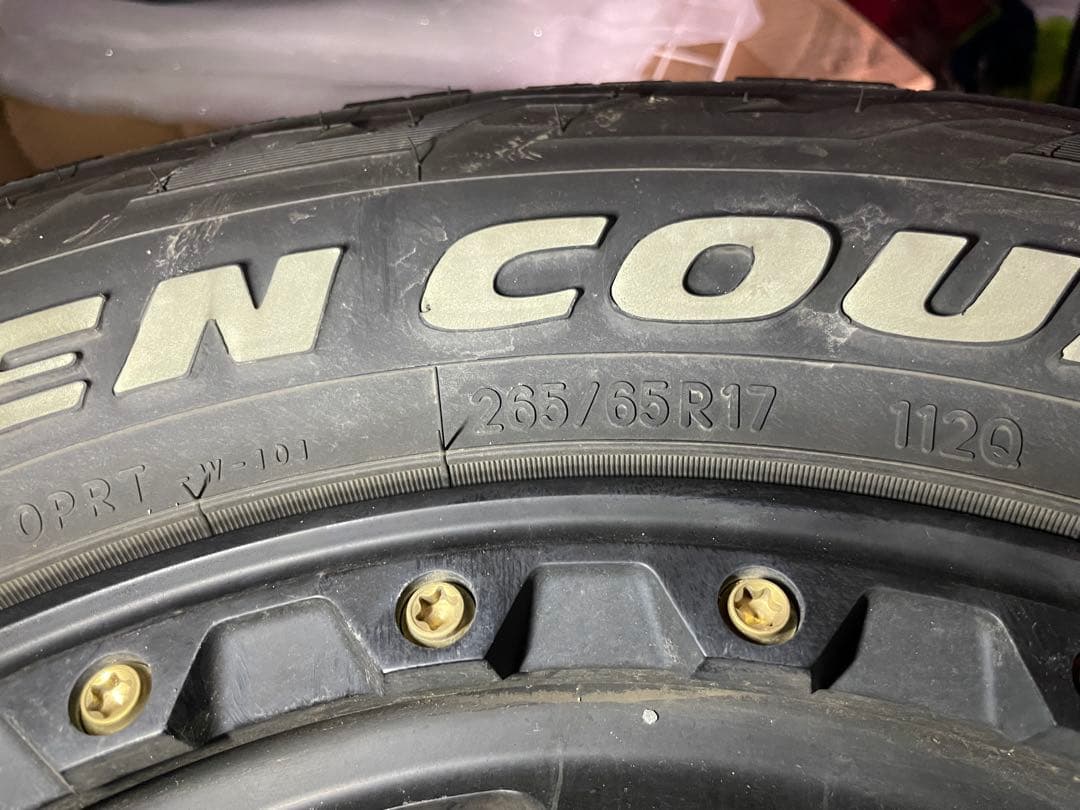 EN COU
265/65R17 112Q
OPRT W-101